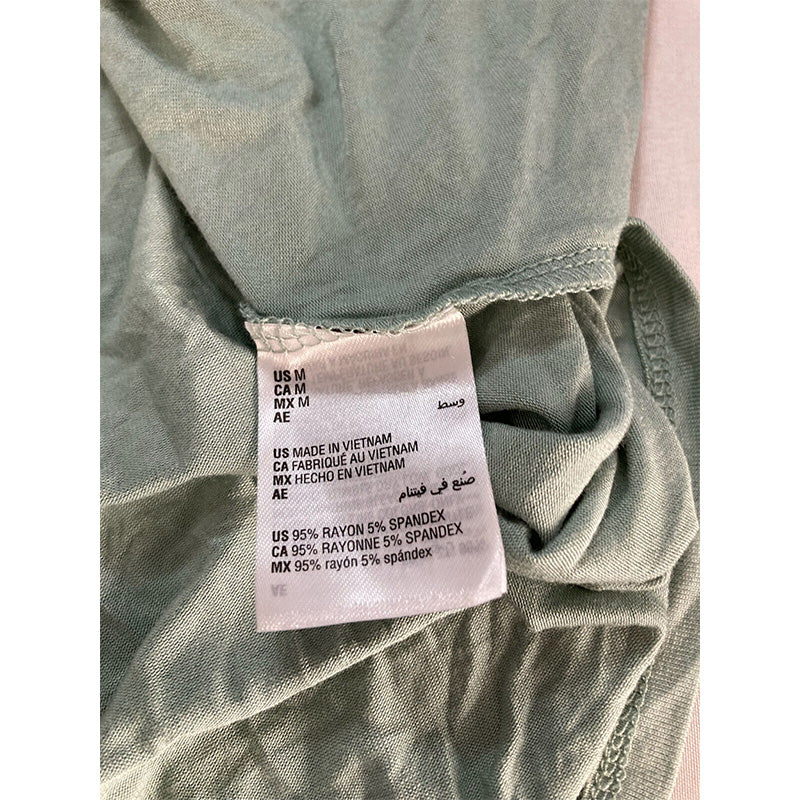 US M
CA M
MX M
AE وسط
US MADE IN VIETNAM
CA FABRIQUÉ AU VIETNAM
MX HECHO EN VIETNAM
AE صُنع في فيتنام
US 95% RAYON 5% SPANDEX
CA 95% RAYONNE 5% SPANDEX
MX 95% rayón 5% spándex